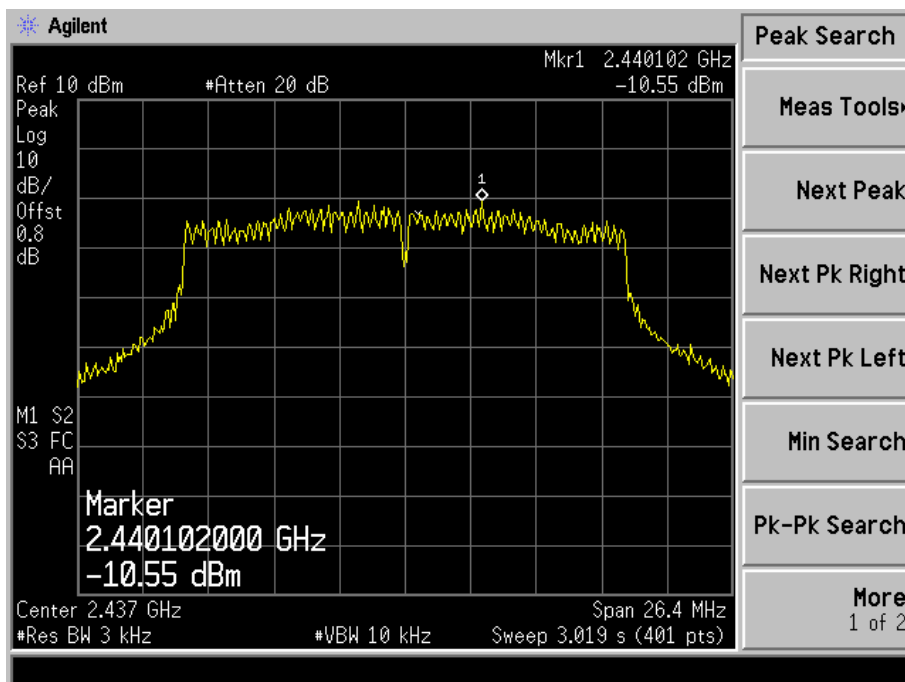 Agilent
Peak Search
Mkr1 2.440102 GHz
Ref 10 dBm #Atten 20 dB -10.55 dBm
Peak
Log
10
dB/
Offst
0.8
dB
1
M1 S2
S3 FC
AA
Marker
2.440102000 GHz
-10.55 dBm
Center 2.437 GHz Span 26.4 MHz
#Res BW 3 kHz #VBW 10 kHz Sweep 3.019 s (401 pts)
Meas Tools
Next Peak
Next Pk Right
Next Pk Left
Min Search
Pk-Pk Search
More
1 of 2